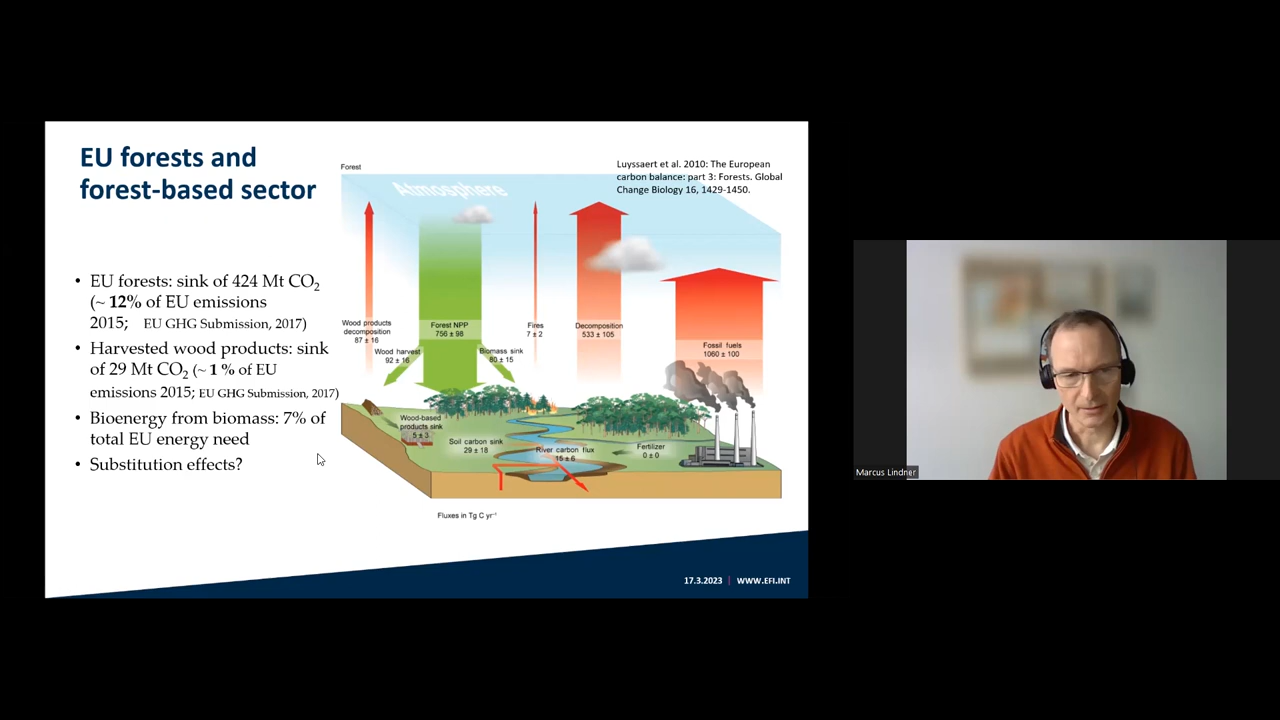 EU forests and
forest-based sector
• EU forests: sink of 424 Mt CO2
(~ 12% of EU emissions
2015; EU GHG Submission, 2017)
• Harvested wood products: sink
of 29 Mt CO2 (~ 1 % of EU
emissions 2015; EU GHG Submission, 2017)
• Bioenergy from biomass: 7% of
total EU energy need
• Substitution effects?
Forest
Luyssaert et al. 2010: The European
carbon balance: part 3: Forests. Global
Change Biology 16, 1429-1450.
Atmosphere
Wood products
decomposition
87 ± 16
Forest NPP
756 ± 98
Fires
7 ± 2
Decomposition
533 ± 105
Fossil fuels
1060 ± 100
Wood harvest
92 ± 16
Biomass sink
80 ± 15
Wood-based
products sink
5 ± 3
Soil carbon sink
29 ± 18
River carbon flux
15 ± 6
Fertilizer
0 ± 0
Fluxes in Tg C yr⁻¹
17.3.2023 | WWW.EFI.INT
Marcus Lindner